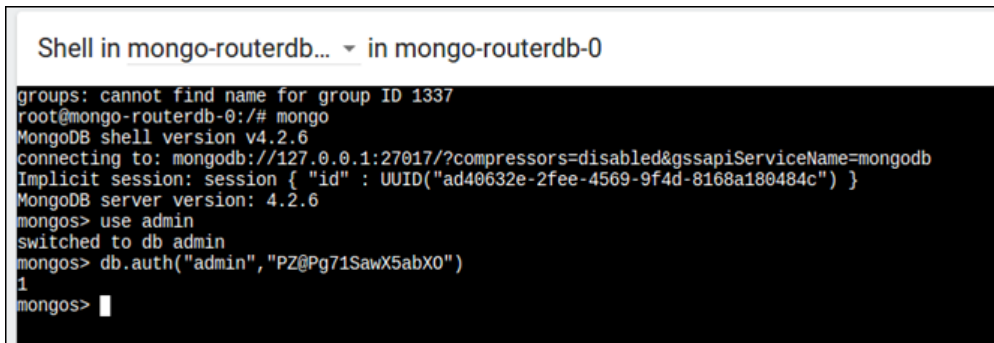 Shell in mongo-routerdb... in mongo-routerdb-0
groups: cannot find name for group ID 1337
root@mongo-routerdb-0:/# mongo
MongoDB shell version v4.2.6
connecting to: mongodb://127.0.0.1:27017/?compressors=disabled&gssapiServiceName=mongodb
Implicit session: session { "id" : UUID("ad40632e-2fee-4569-9f4d-8168a180484c") }
MongoDB server version: 4.2.6
mongos> use admin
switched to db admin
mongos> db.auth("admin","PZ@Pg71SawX5abXO")
1
mongos>